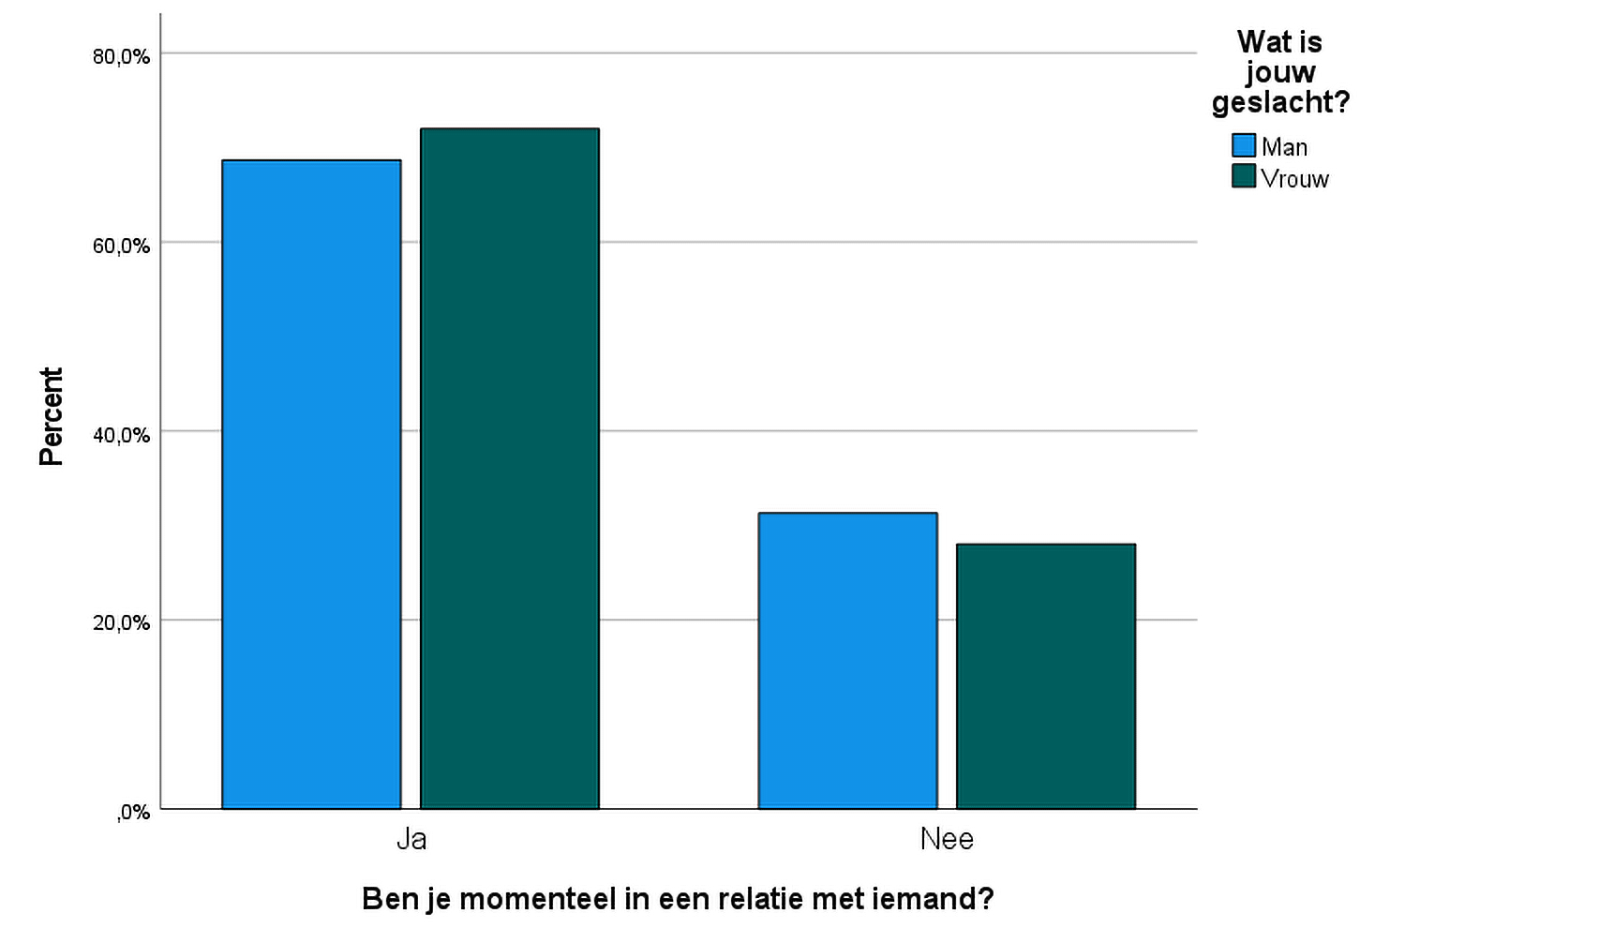 80,0%
60,0%
40,0%
20,0%
,0%
Percent
Ja
Nee
Ben je momenteel in een relatie met iemand?
Wat is
jouw
geslacht?
Man
Vrouw